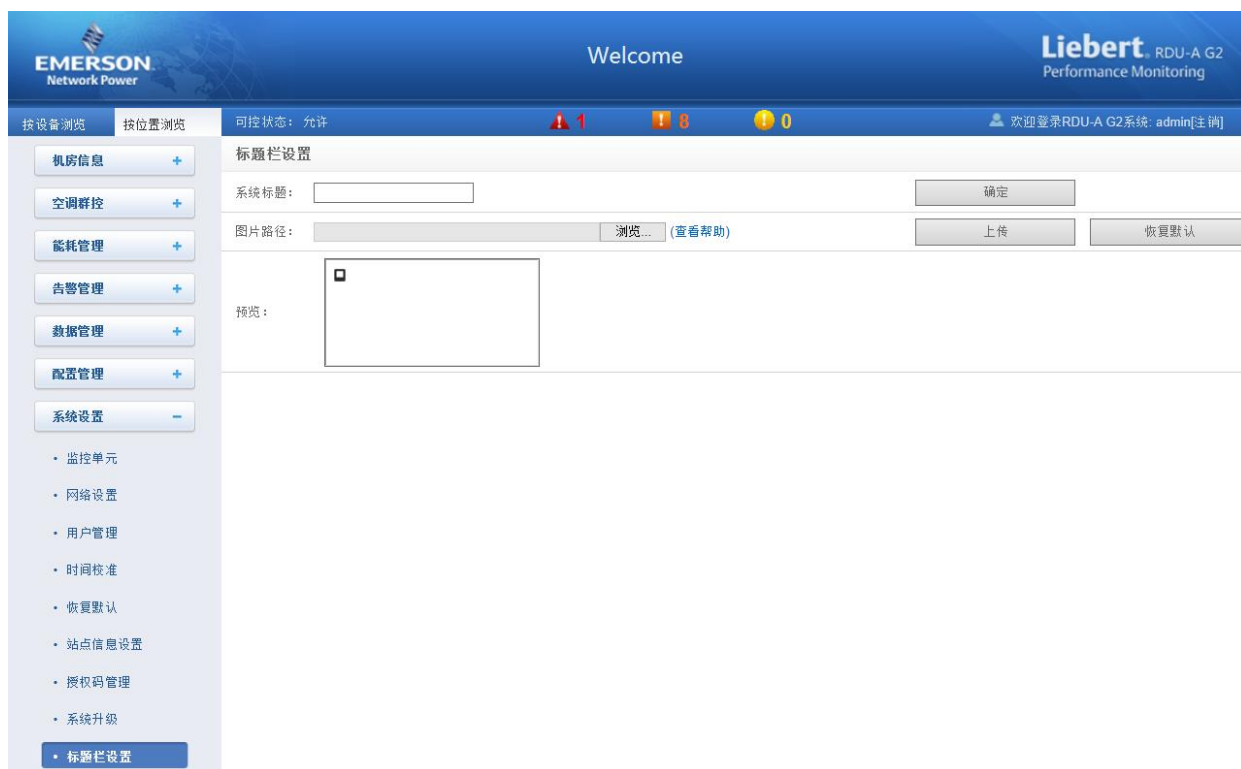 EMERSON
Network Power
Welcome
Liebert® RDU-A G2
Performance Monitoring
按设备浏览
按位置浏览
可控状态：允许
1
8
0
欢迎登录RDU-A G2系统: admin[注销]
机房信息 +
空调群控 +
能耗管理 +
告警管理 +
数据管理 +
配置管理 +
系统设置 −
• 监控单元
• 网络设置
• 用户管理
• 时间校准
• 恢复默认
• 站点信息设置
• 授权码管理
• 系统升级
• 标题栏设置
标题栏设置
系统标题：
确定
图片路径：
浏览...
(查看帮助)
上传
恢复默认
预览：